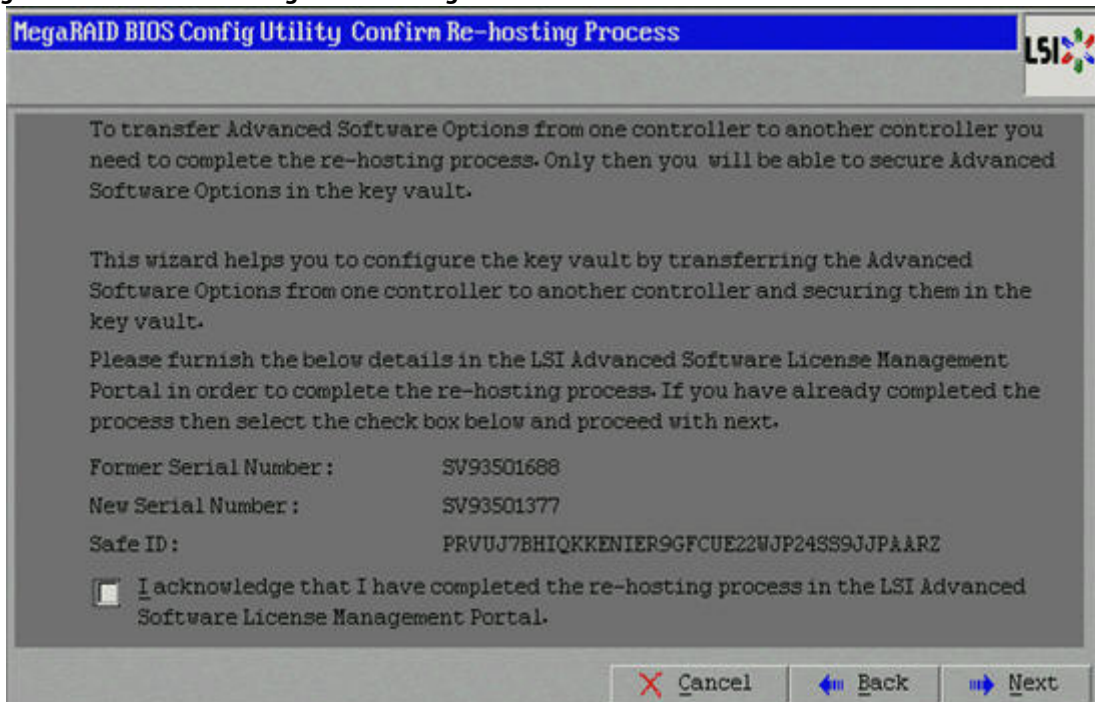 MegaRAID BIOS Config Utility Confirm Re-hosting Process
LSI
To transfer Advanced Software Options from one controller to another controller you
need to complete the re-hosting process. Only then you will be able to secure Advanced
Software Options in the key vault.
This wizard helps you to configure the key vault by transferring the Advanced
Software Options from one controller to another controller and securing them in the
key vault.
Please furnish the below details in the LSI Advanced Software License Management
Portal in order to complete the re-hosting process. If you have already completed the
process then select the check box below and proceed with next.
Former Serial Number: SV93501688
New Serial Number: SV93501377
Safe ID: PRVUJ7BHIQKKENIER9GFCUE22WJP24SS9JJPAARZ
I acknowledge that I have completed the re-hosting process in the LSI Advanced
Software License Management Portal.
Cancel Back Next